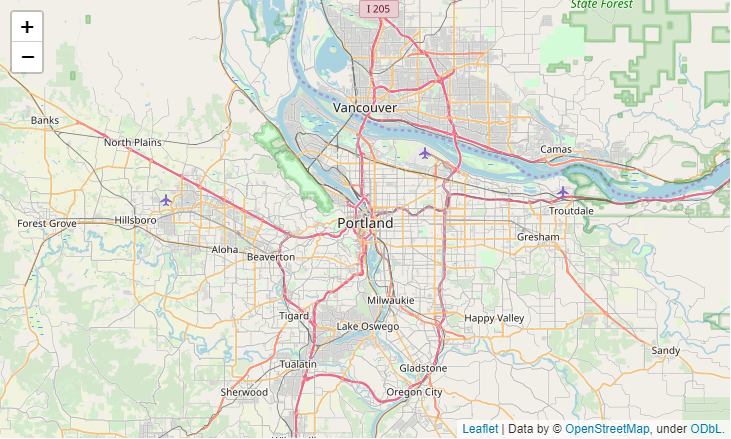 State Forest
I 205
+
−
Vancouver
Banks
North Plains
Camas
Forest Grove
Hillsboro
Portland
Troutdale
Gresham
Aloha
Beaverton
Milwaukie
Tigard
Lake Oswego
Happy Valley
Sandy
Tualatin
Gladstone
Sherwood
Oregon City
Leaflet | Data by © OpenStreetMap, under ODbL.